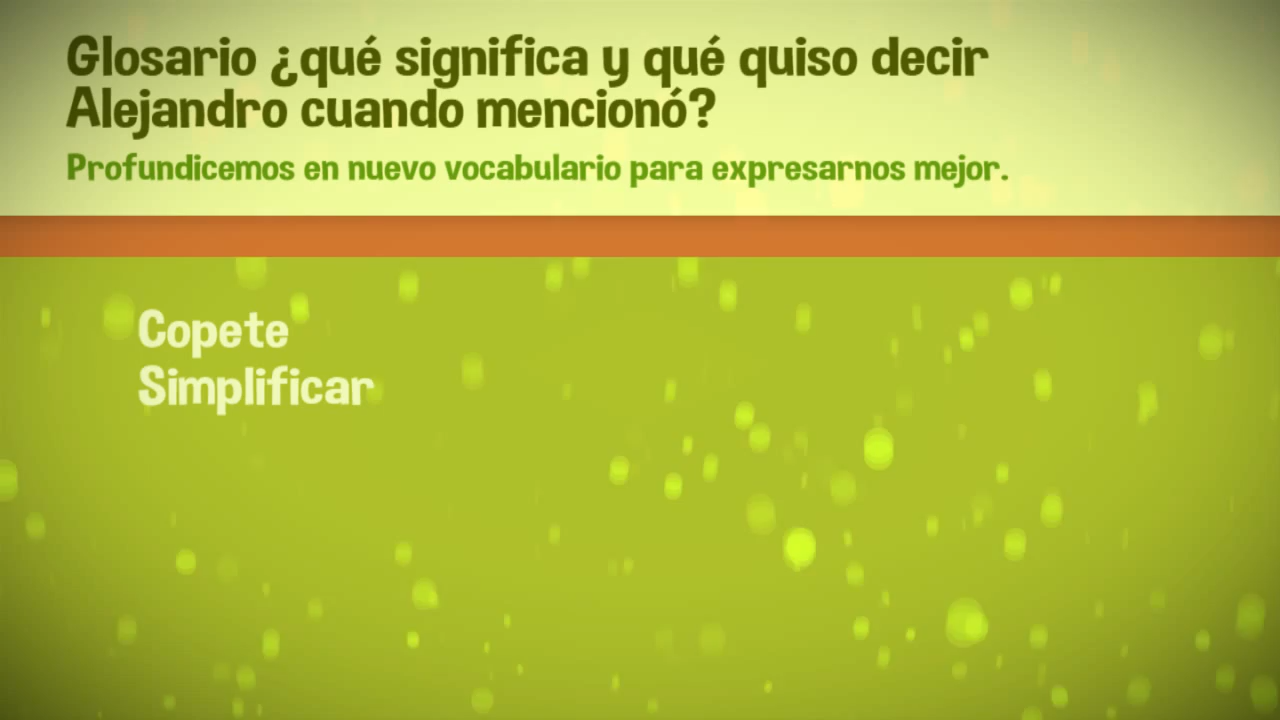 Glosario ¿qué significa y qué quiso decir
Alejandro cuando mencionó?
Profundicemos en nuevo vocabulario para expresarnos mejor.
Copete
Simplificar